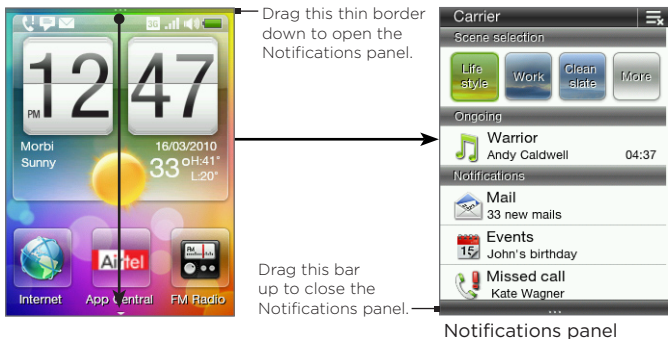 3G
12 47
PM
Morbi
Sunny
16/03/2010
33° H:41°
L:20°
Airtel
Internet
App Central
FM Radio
Drag this thin border
down to open the
Notifications panel.
Drag this bar
up to close the
Notifications panel.
Carrier
Scene selection
Life
style
Work
Clean
slate
More
Ongoing
Warrior
Andy Caldwell 04:37
Notifications
Mail
33 new mails
Events
15
John's birthday
Missed call
Kate Wagner
Notifications panel